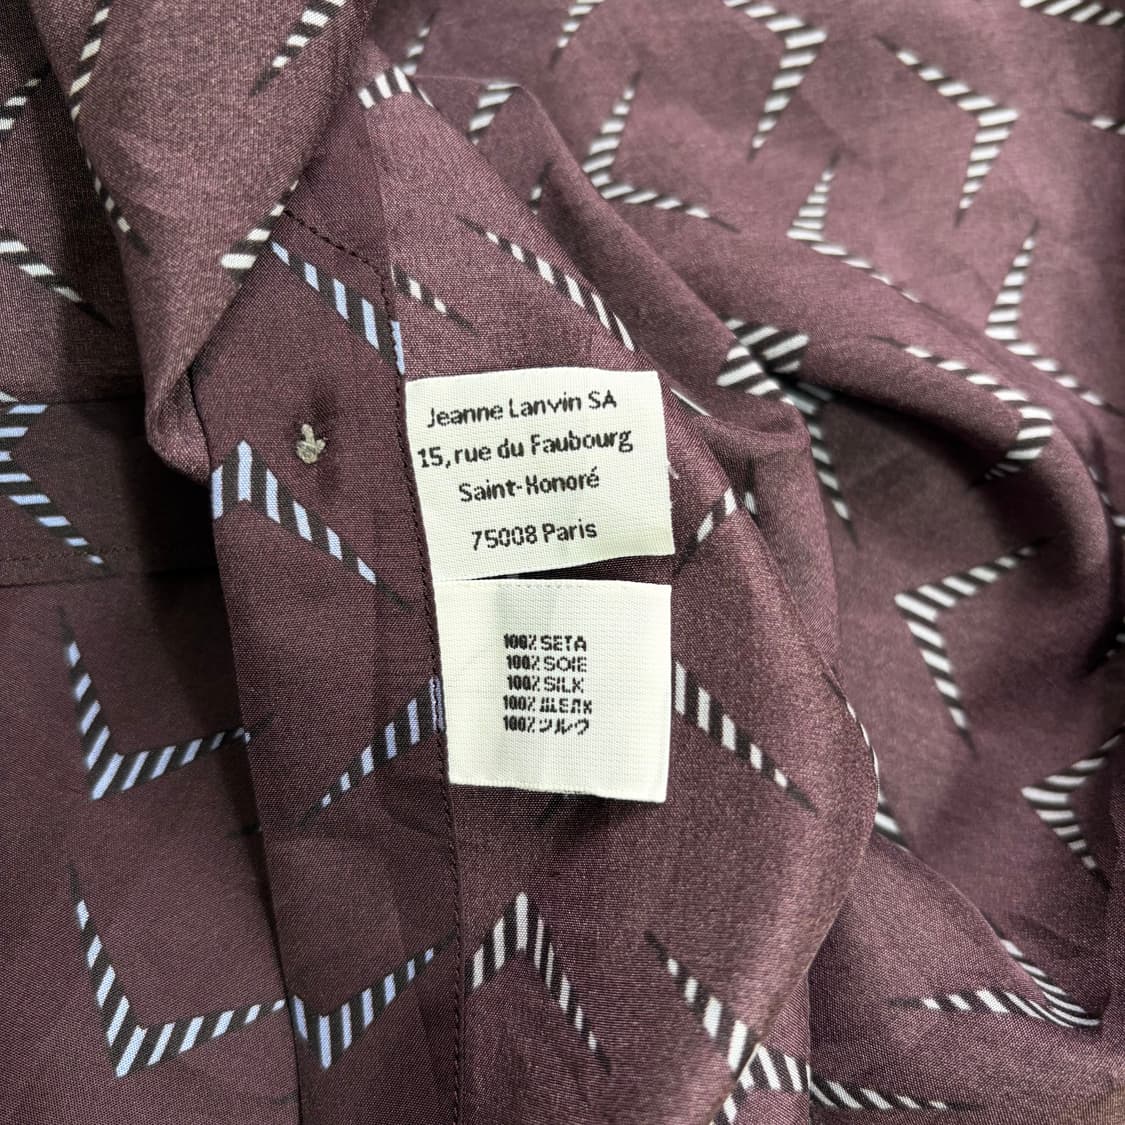 Jeanne Lanvin SA
15, rue du Faubourg
Saint-Honoré
75008 Paris
100% SETA
100% SOIE
100% SILK
100% ШЕЛК
100% シルク